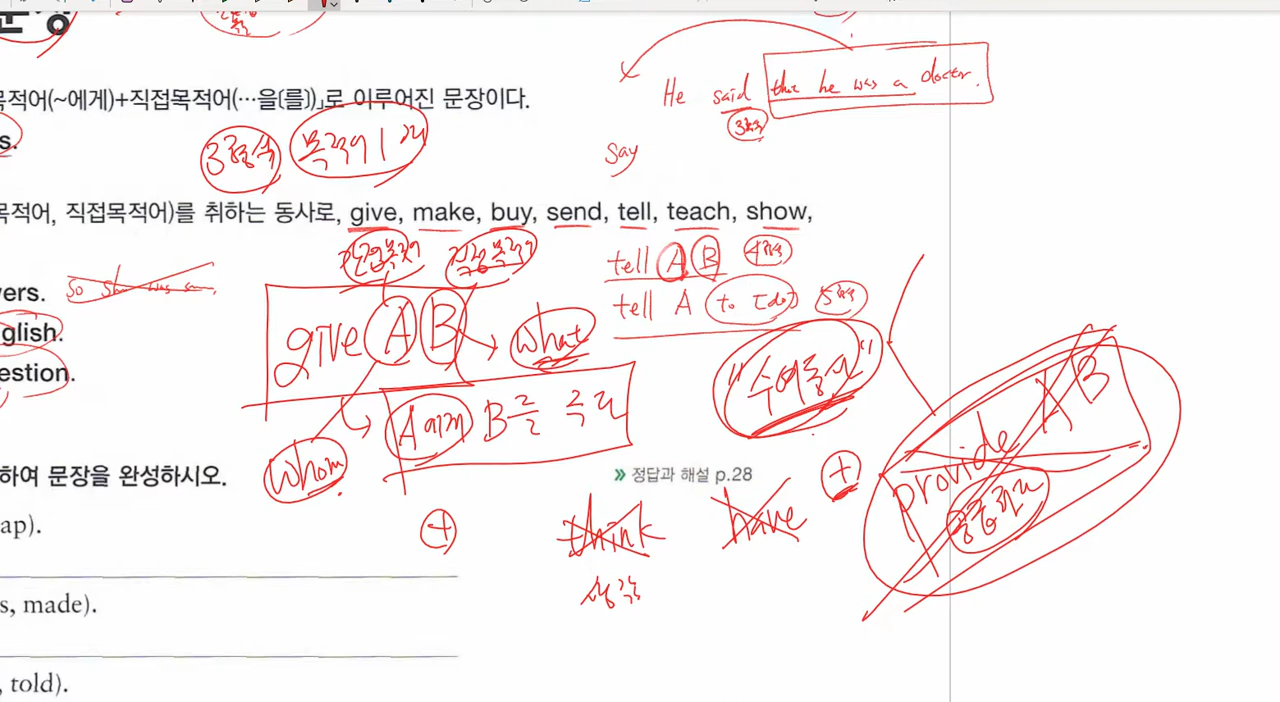 He said that he was a doctor.
3형식
목적어(~에게)+직접목적어(…을(를))」로 이루어진 문장이다.
s.
3형식 목적어 1개
say
목적어, 직접목적어)를 취하는 동사로, give, make, buy, send, tell, teach, show,
간접목적어 직접목적어
tell A B 4형식
vers.
tell A to R(do) 5형식
glish.
give A B
what
"수여동사"
estion.
A에게 B를 주다
provide A B
공급하다
whom
하여 문장을 완성하시오.
정답과 해설 p.28
ap).
think
have
생각
s, made).
, told).